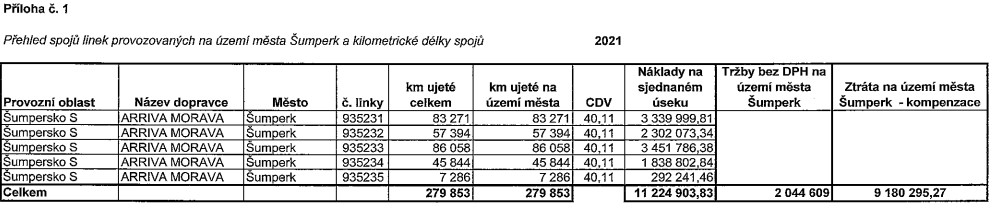 Příloha č. 1
Přehled spojů linek provozovaných na území města Šumperk a kilometrické délky spojů 2021
Provozní oblast Název dopravce Město č. linky km ujeté celkem km ujeté na území města CDV Náklady na sjednaném úseku Tržby bez DPH na území města Šumperk Ztráta na území města Šumperk - kompenzace
Šumpersko S ARRIVA MORAVA Šumperk 935231 83 271 83 271 40,11 3 339 999,81
Šumpersko S ARRIVA MORAVA Šumperk 935232 57 394 57 394 40,11 2 302 073,34
Šumpersko S ARRIVA MORAVA Šumperk 935233 86 058 86 058 40,11 3 451 786,38
Šumpersko S ARRIVA MORAVA Šumperk 935234 45 844 45 844 40,11 1 838 802,84
Šumpersko S ARRIVA MORAVA Šumperk 935235 7 286 7 286 40,11 292 241,46
Celkem 279 853 279 853 11 224 903,83 2 044 609 9 180 295,27